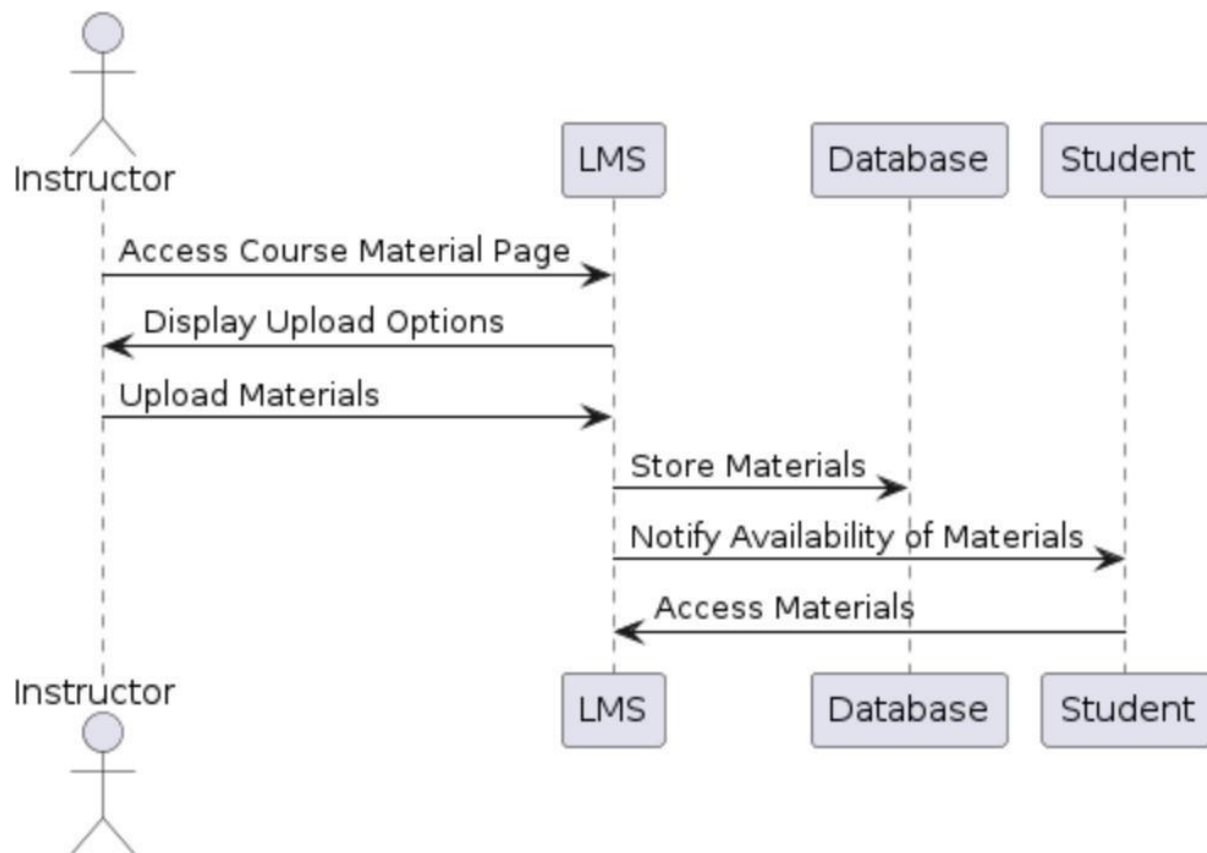 Instructor
LMS
Database
Student
Access Course Material Page
Display Upload Options
Upload Materials
Store Materials
Notify Availability of Materials
Access Materials
Instructor
LMS
Database
Student